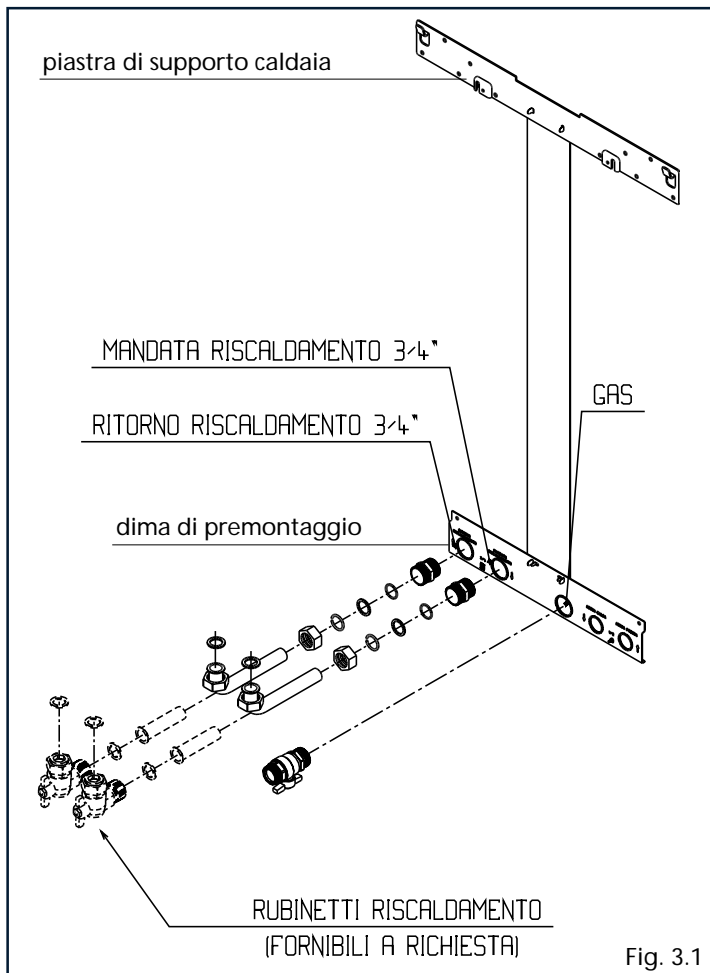 piastra di supporto caldaia
MANDATA RISCALDAMENTO 3/4"
GAS
RITORNO RISCALDAMENTO 3/4"
dima di premontaggio
RUBINETTI RISCALDAMENTO
(FORNIBILI A RICHIESTA)
Fig. 3.1